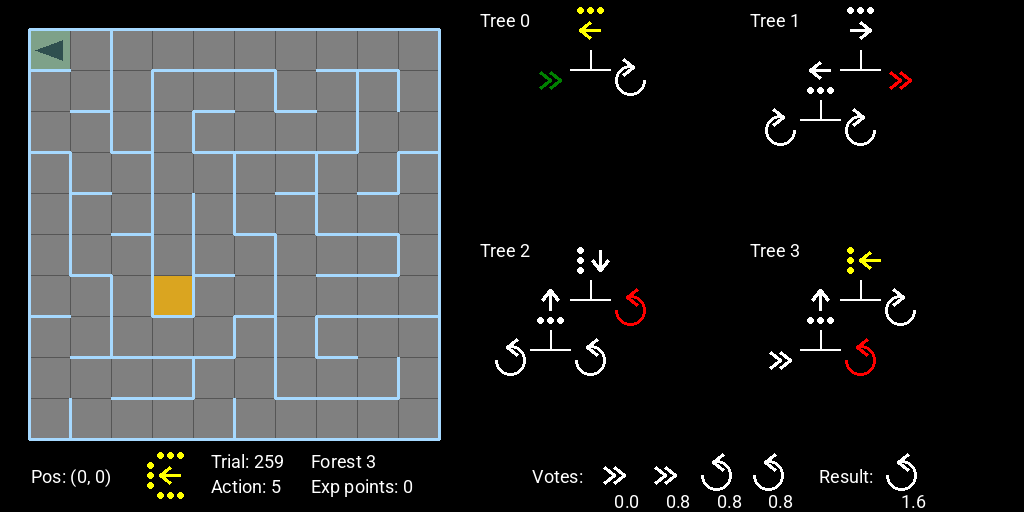 Tree 0
Tree 1
Tree 2
Tree 3
Pos: (0, 0)
Trial: 259
Forest 3
Action: 5
Exp points: 0
Votes:
0.0
0.8
0.8
0.8
Result:
1.6